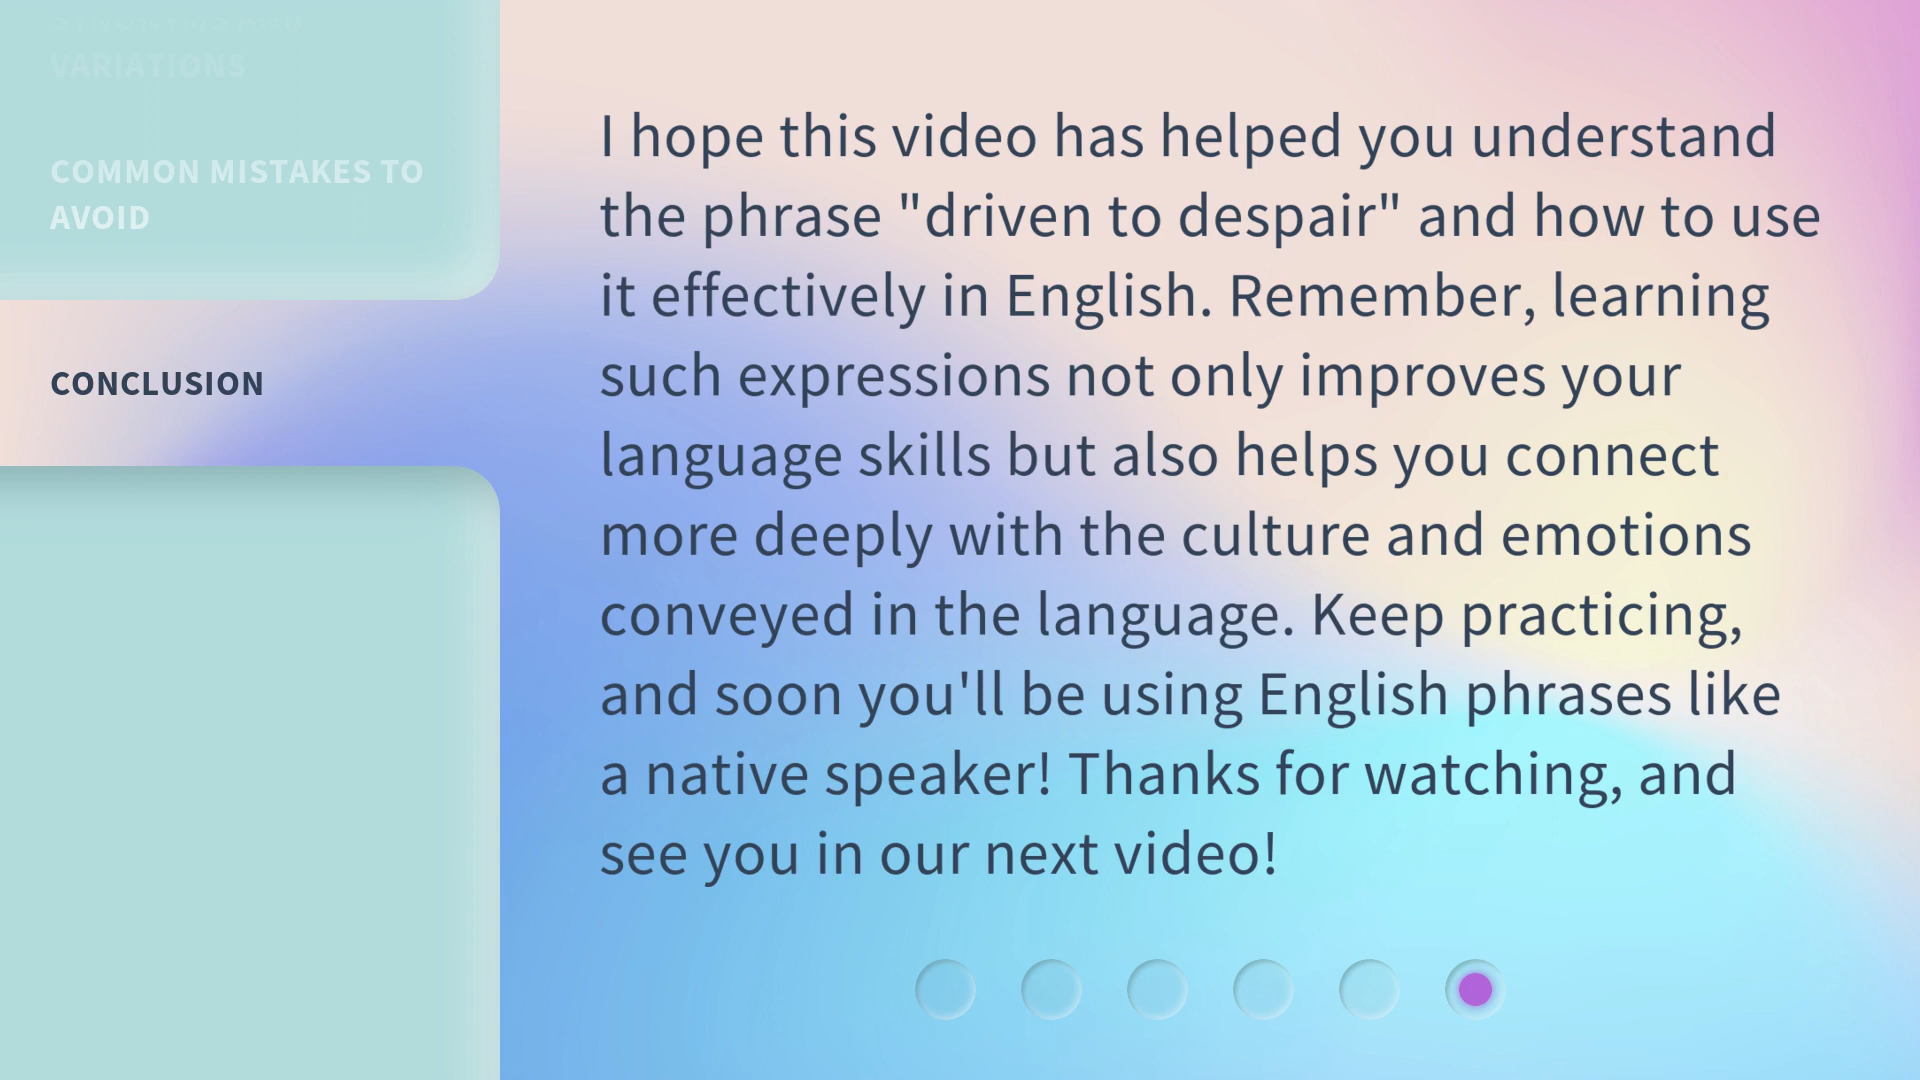 VARIATIONS
COMMON MISTAKES TO
AVOID
CONCLUSION
I hope this video has helped you understand
the phrase "driven to despair" and how to use
it effectively in English. Remember, learning
such expressions not only improves your
language skills but also helps you connect
more deeply with the culture and emotions
conveyed in the language. Keep practicing,
and soon you'll be using English phrases like
a native speaker! Thanks for watching, and
see you in our next video!